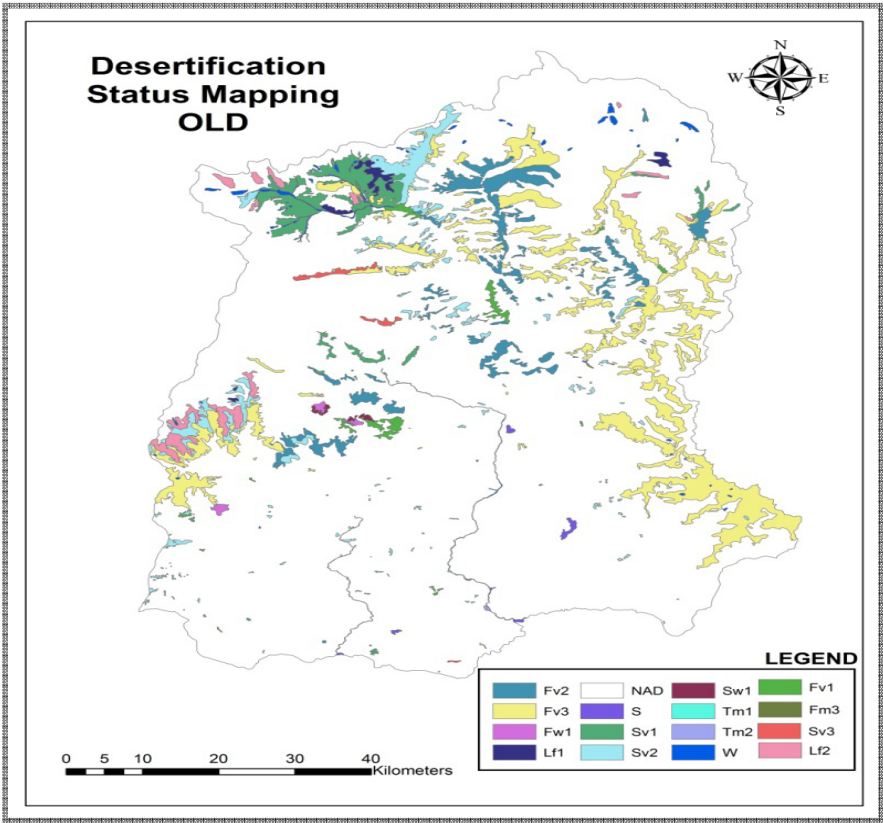 Desertification
Status Mapping
OLD
N
W E
S
LEGEND
Fv2 NAD Sw1 Fv1
Fv3 S Tm1 Fm3
Fw1 Sv1 Tm2 Sv3
Lf1 Sv2 W Lf2
0 5 10 20 30 40
Kilometers